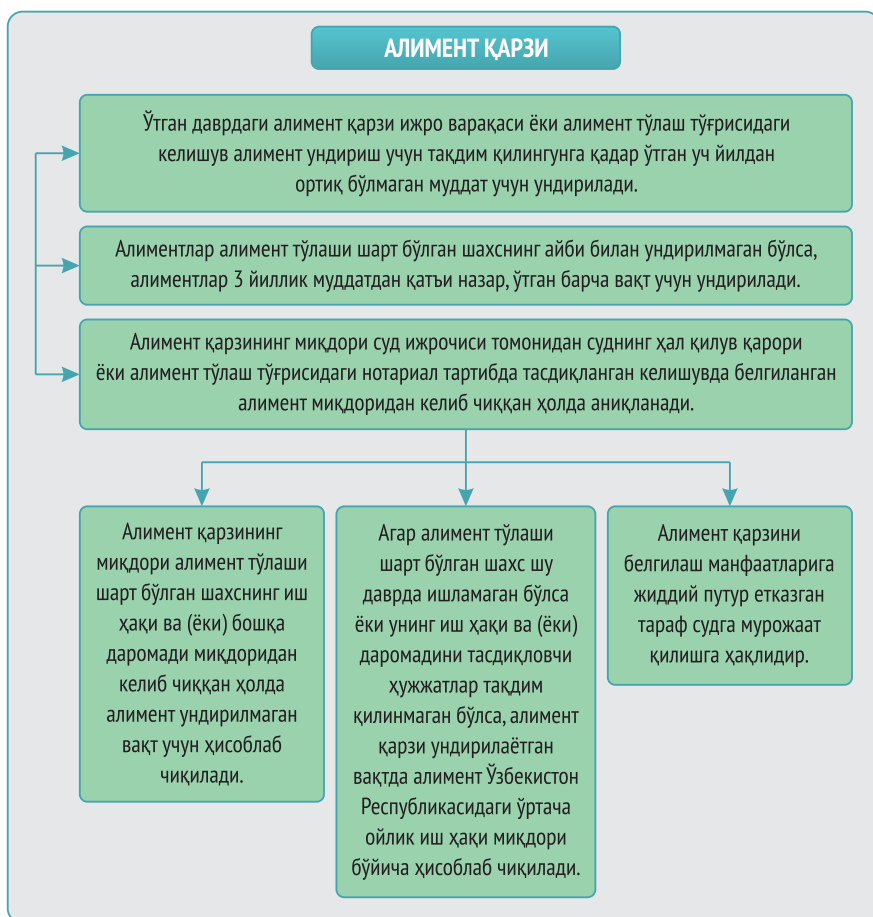 АЛИМЕНТ ҚАРЗИ
Ўтган даврдаги алимент қарзи ижро варақаси ёки алимент тўлаш тўғрисидаги
келишув алимент ундириш учун тақдим қилингунга қадар ўтган уч йилдан
ортиқ бўлмаган муддат учун ундирилади.
Алиментлар алимент тўлаши шарт бўлган шахснинг айби билан ундирилмаган бўлса,
алиментлар 3 йиллик муддатдан қатъи назар, ўтган барча вақт учун ундирилади.
Алимент қарзининг миқдори суд ижрочиси томонидан суднинг ҳал қилув қарори
ёки алимент тўлаш тўғрисидаги нотариал тартибда тасдиқланган келишувда белгиланган
алимент миқдоридан келиб чиққан ҳолда аниқланади.
Алимент қарзининг
миқдори алимент тўлаши
шарт бўлган шахснинг иш
ҳақи ва (ёки) бошқа
даромади миқдоридан
келиб чиққан ҳолда
алимент ундирилмаган
вақт учун ҳисоблаб
чиқилади.
Агар алимент тўлаши
шарт бўлган шахс шу
даврда ишламаган бўлса
ёки унинг иш ҳақи ва (ёки)
даромадини тасдиқловчи
ҳужжатлар тақдим
қилинмаган бўлса, алимент
қарзи ундирилаётган
вақтда алимент Ўзбекистон
Республикасидаги ўртача
ойлик иш ҳақи миқдори
бўйича ҳисоблаб чиқилади.
Алимент қарзини
белгилаш манфаатларига
жиддий путур етказган
тараф судга мурожаат
қилишга ҳақлидир.